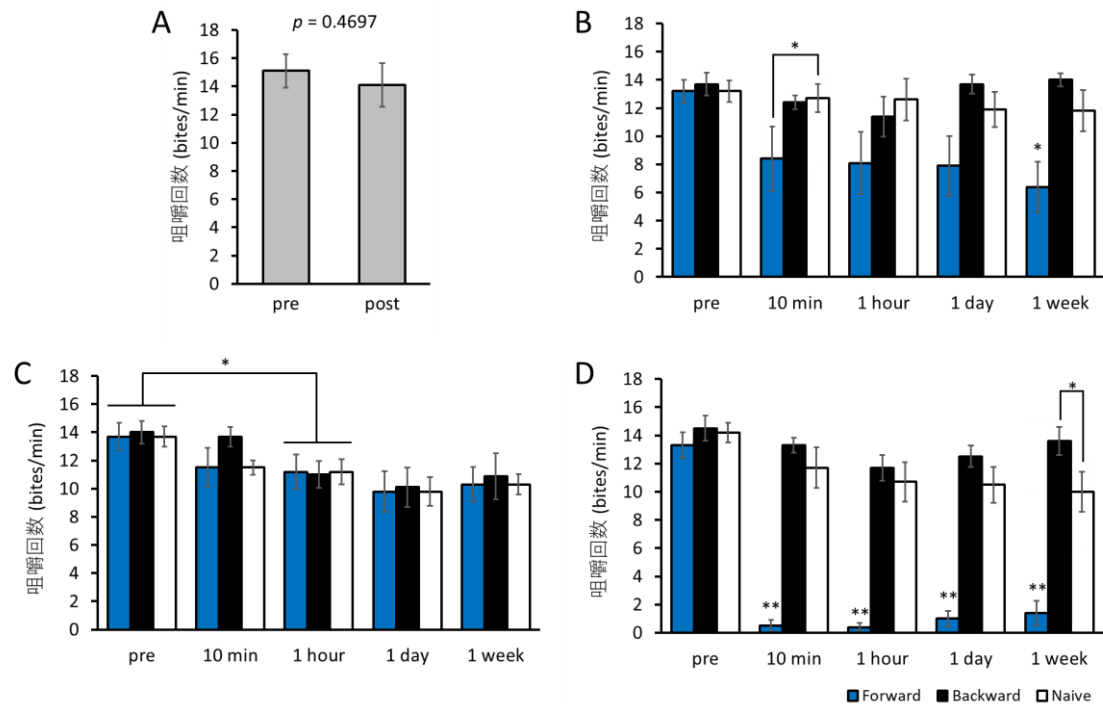 A
p = 0.4697
咀嚼回数 (bites/min)
18
16
14
12
10
8
6
4
2
0
pre post
B
咀嚼回数 (bites/min)
18
16
14
12
10
8
6
4
2
0
*
*
pre 10 min 1 hour 1 day 1 week
C
咀嚼回数 (bites/min)
18
16
14
12
10
8
6
4
2
0
*
pre 10 min 1 hour 1 day 1 week
D
咀嚼回数 (bites/min)
18
16
14
12
10
8
6
4
2
0
*
** ** ** **
pre 10 min 1 hour 1 day 1 week
Forward Backward Naive